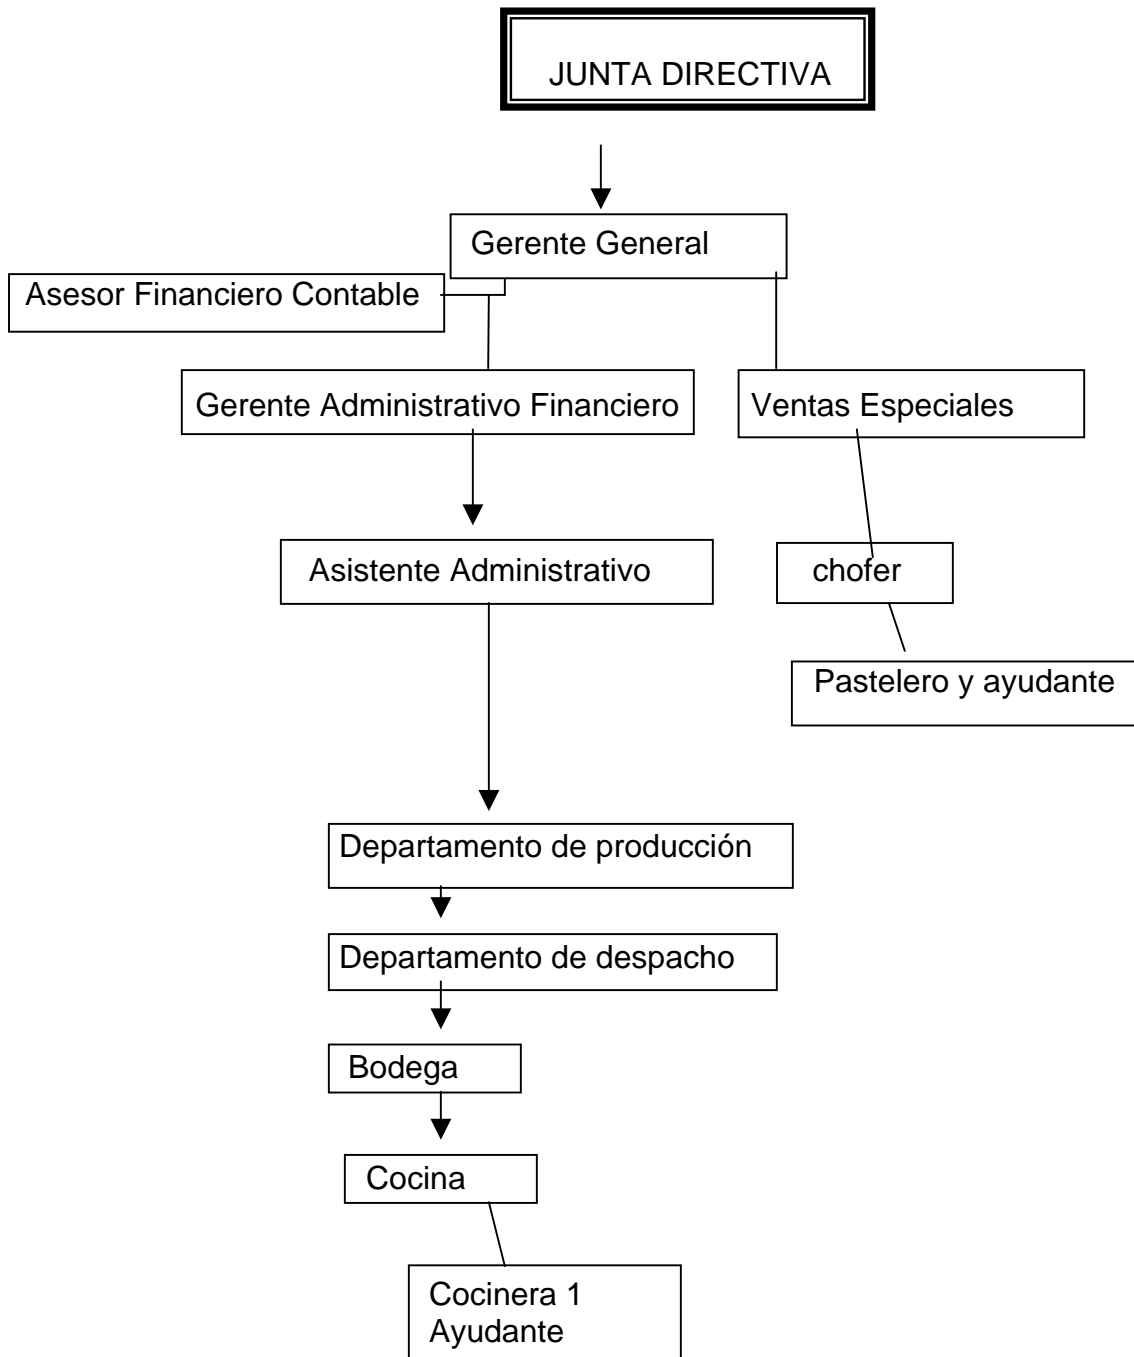 JUNTA DIRECTIVA
Gerente General
Asesor Financiero Contable
Gerente Administrativo Financiero
Ventas Especiales
Asistente Administrativo
chofer
Pastelero y ayudante
Departamento de producción
Departamento de despacho
Bodega
Cocina
Cocinera 1
Ayudante